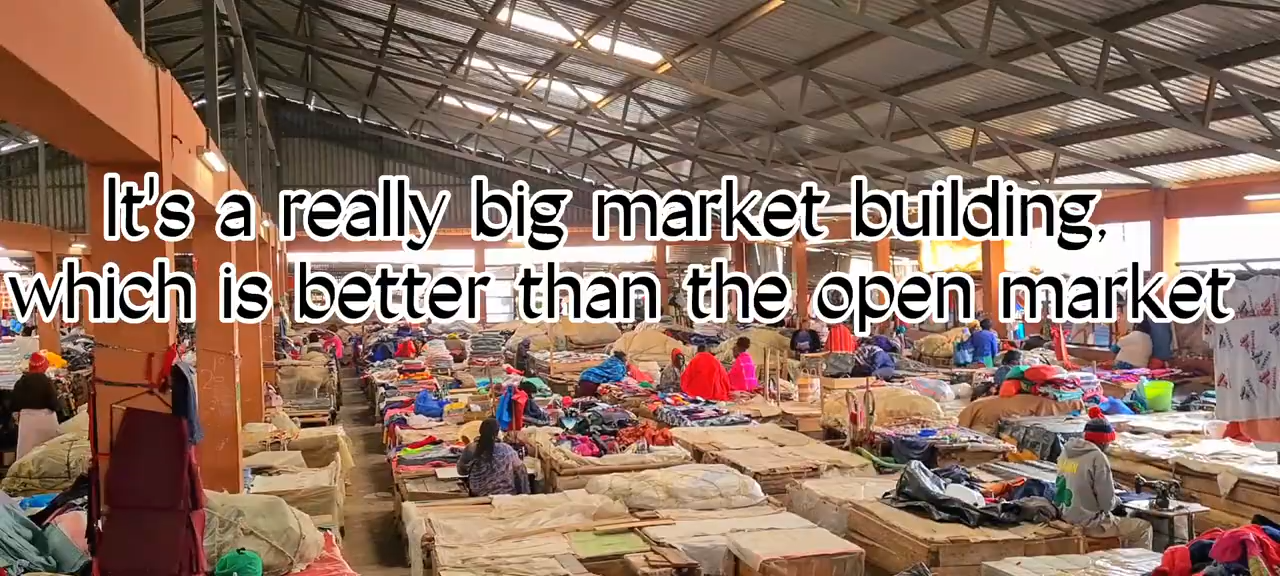 It's a really big market building,
which is better than the open market